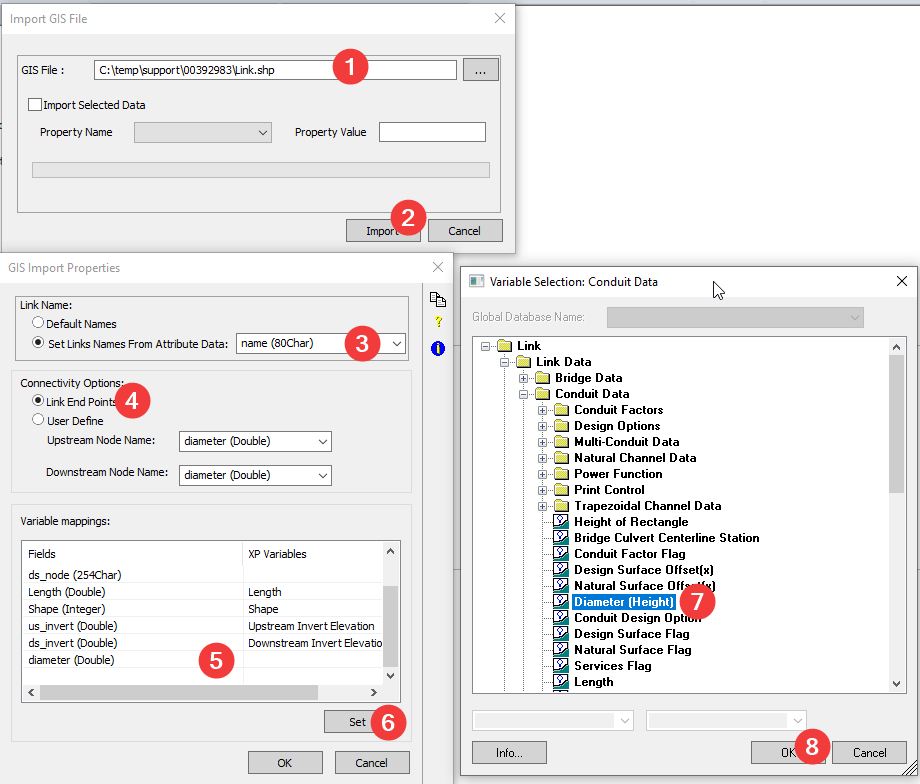 Import GIS File
GIS File :
C:\temp\support\00392983\Link.shp
1
...
Import Selected Data
Property Name
Property Value
2
Import
Cancel
GIS Import Properties
Link Name:
Default Names
Set Links Names From Attribute Data:
name (80Char)
3
Connectivity Options:
Link End Points
4
User Define
Upstream Node Name:
diameter (Double)
Downstream Node Name:
diameter (Double)
Variable mappings:
Fields
XP Variables
ds_node (254Char)
Length (Double)
Length
Shape (Integer)
Shape
us_invert (Double)
Upstream Invert Elevation
ds_invert (Double)
Downstream Invert Elevatio
diameter (Double)
5
Set
6
OK
Cancel
?
i
Variable Selection: Conduit Data
Global Database Name:
Link
Link Data
Bridge Data
Conduit Data
Conduit Factors
Design Options
Multi-Conduit Data
Natural Channel Data
Power Function
Print Control
Trapezoidal Channel Data
Height of Rectangle
Bridge Culvert Centerline Station
Conduit Factor Flag
Design Surface Offset(x)
Natural Surface Offset(x)
Diameter (Height)
7
Conduit Design Option
Design Surface Flag
Natural Surface Flag
Services Flag
Length
Info...
OK
8
Cancel